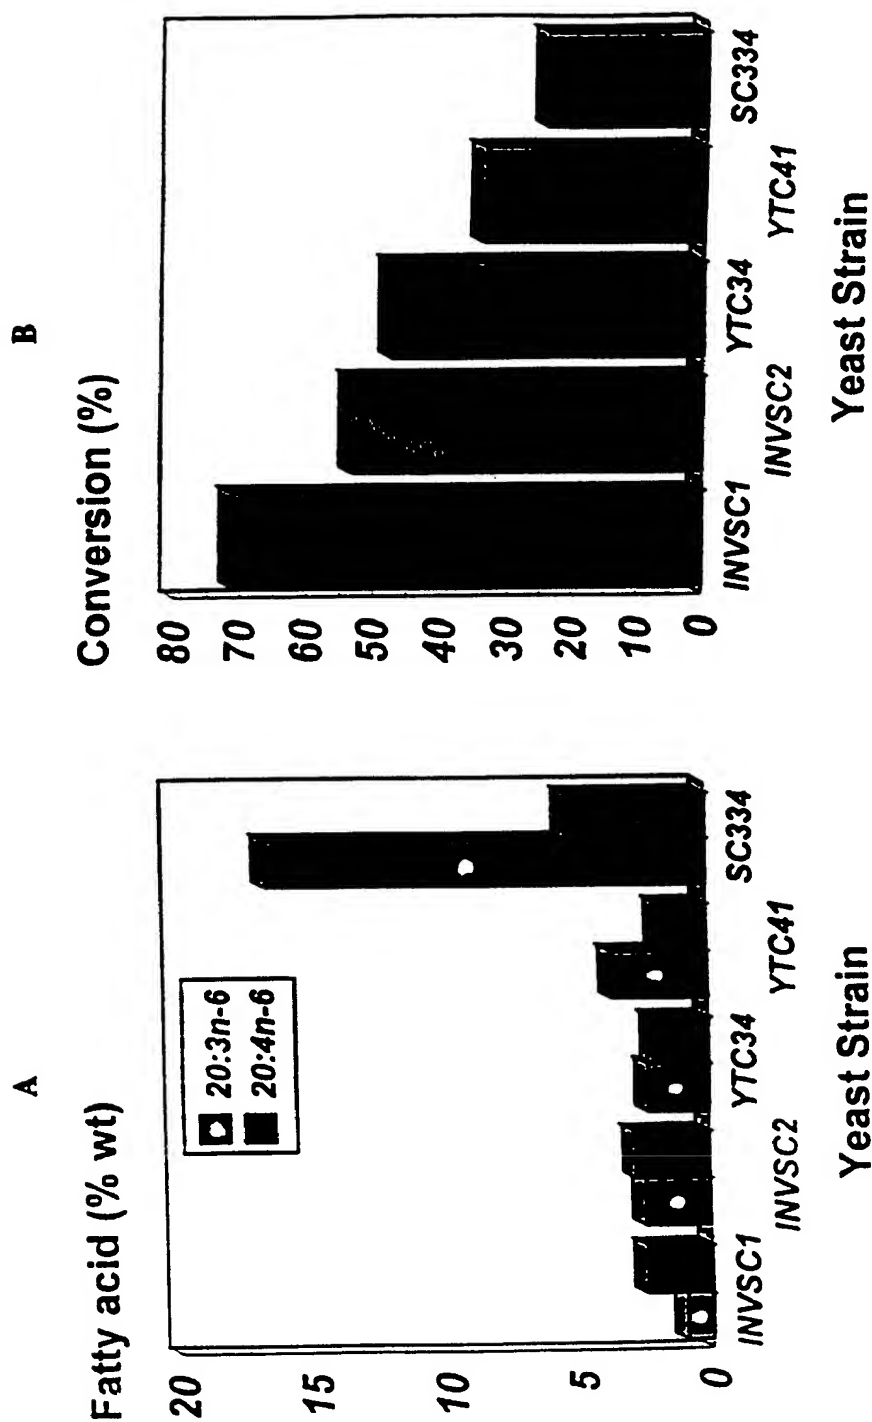 A
Fatty acid (% wt)
20
15
10
5
0
20:3n-6
20:4n-6
INVSC1
INVSC2
YTC34
YTC41
SC334
Yeast Strain
B
Conversion (%)
80
70
60
50
40
30
20
10
0
INVSC1
INVSC2
YTC34
YTC41
SC334
Yeast Strain